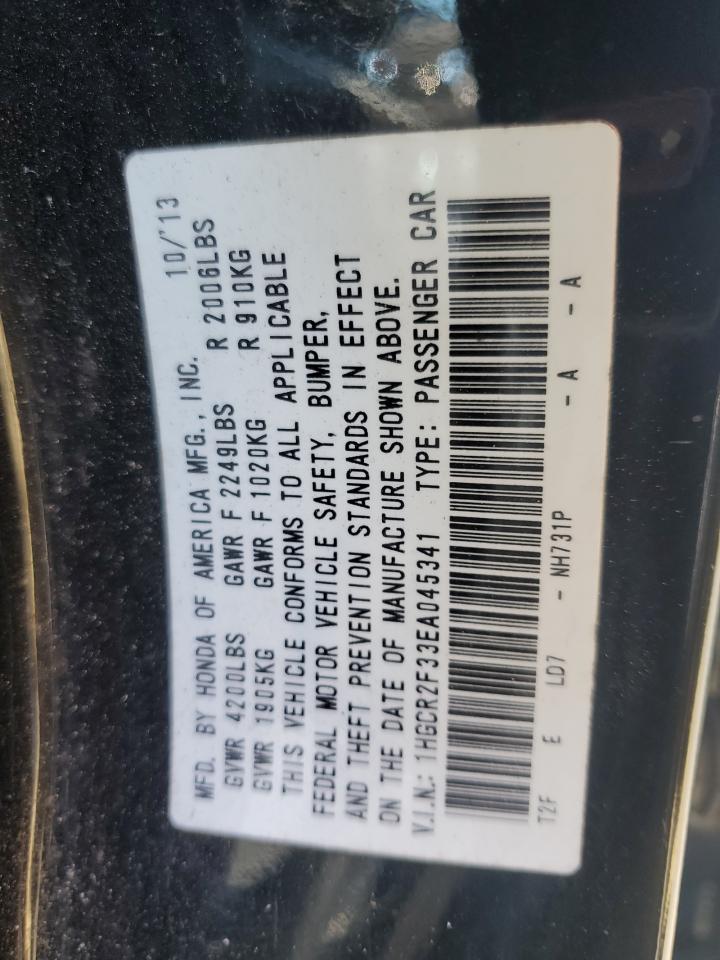 MFD. BY HONDA OF AMERICA MFG., INC. 10/'13
GVWR 4200LBS GAWR F 2249LBS R 2006LBS
GVWR 1905KG GAWR F 1020KG R 910KG
THIS VEHICLE CONFORMS TO ALL APPLICABLE
FEDERAL MOTOR VEHICLE SAFETY, BUMPER,
AND THEFT PREVENTION STANDARDS IN EFFECT
ON THE DATE OF MANUFACTURE SHOWN ABOVE.
V.I.N.: 1HGCR2F33EA045341 TYPE: PASSENGER CAR
T2F E LD7 - NH731P - A - A